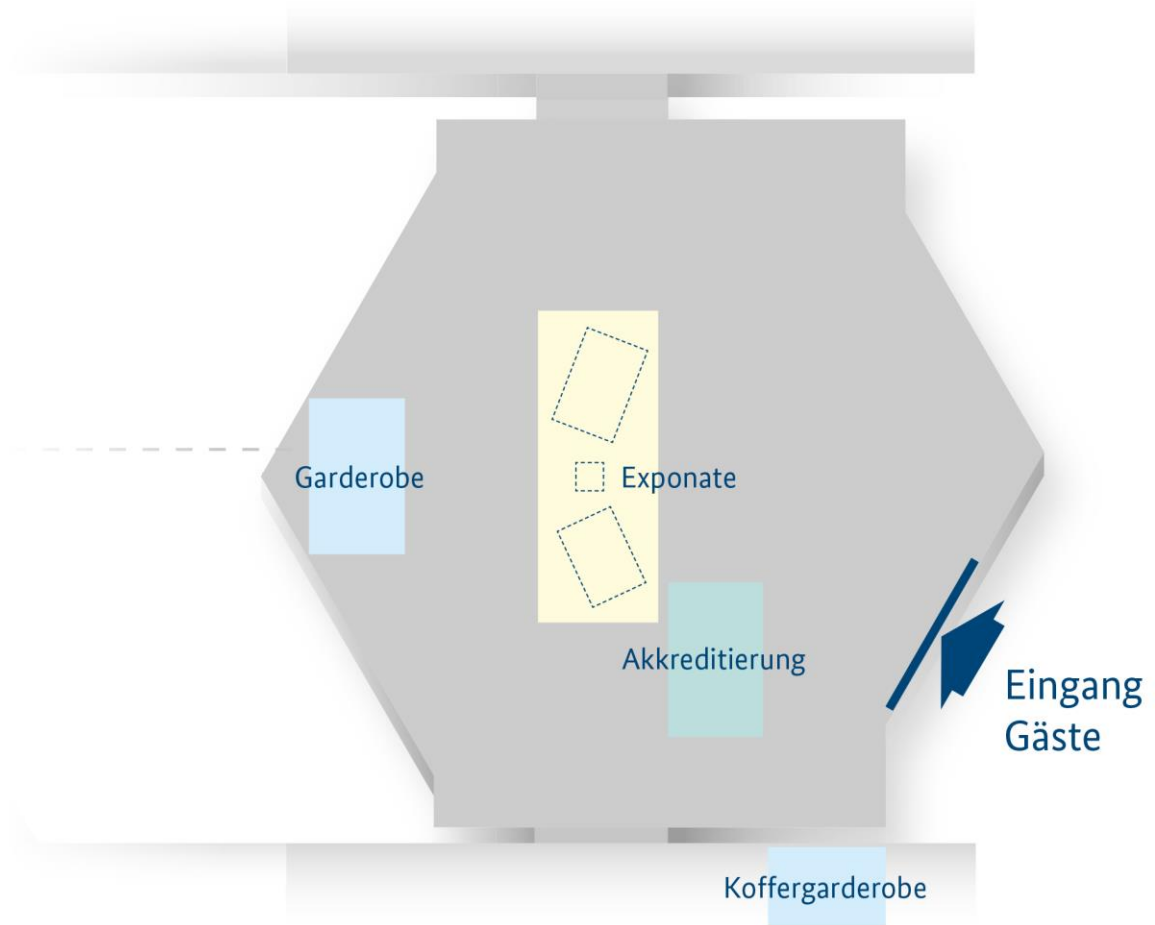 Garderobe
Exponate
Akkreditierung
Eingang
Gäste
Koffergarderobe